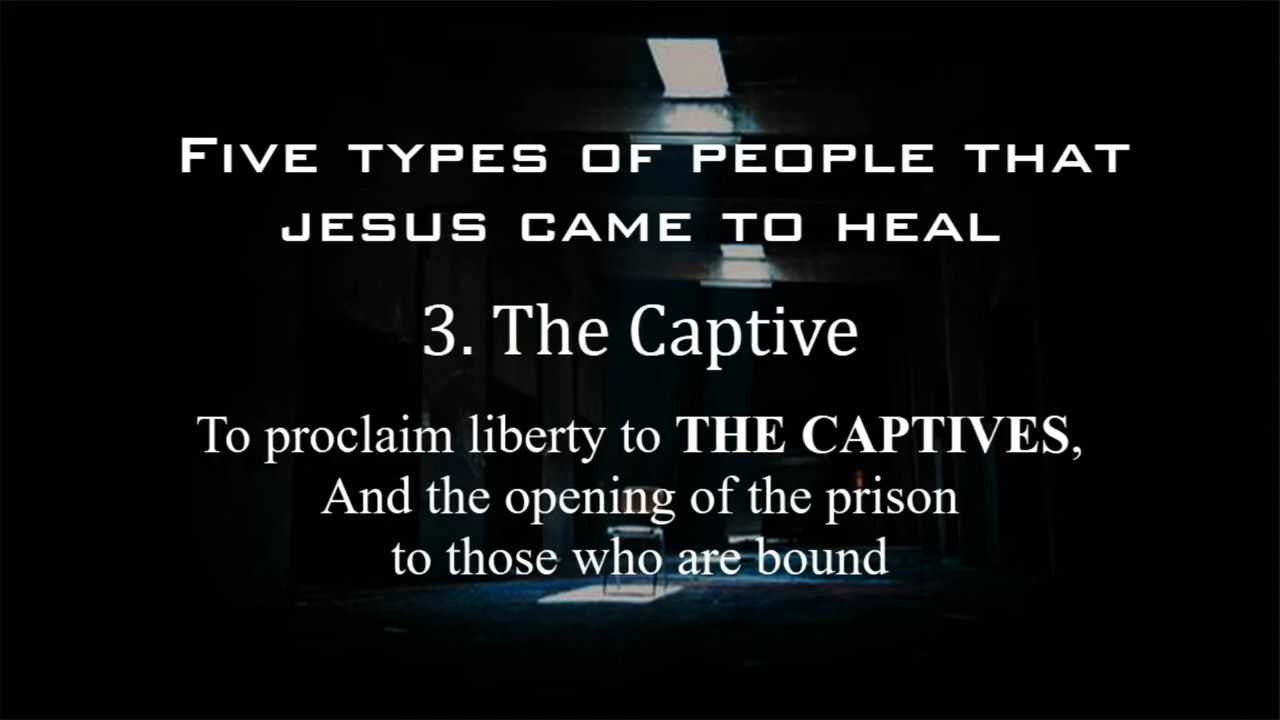 Five types of people that
Jesus came to heal
3. The Captive
To proclaim liberty to THE CAPTIVES,
And the opening of the prison
to those who are bound